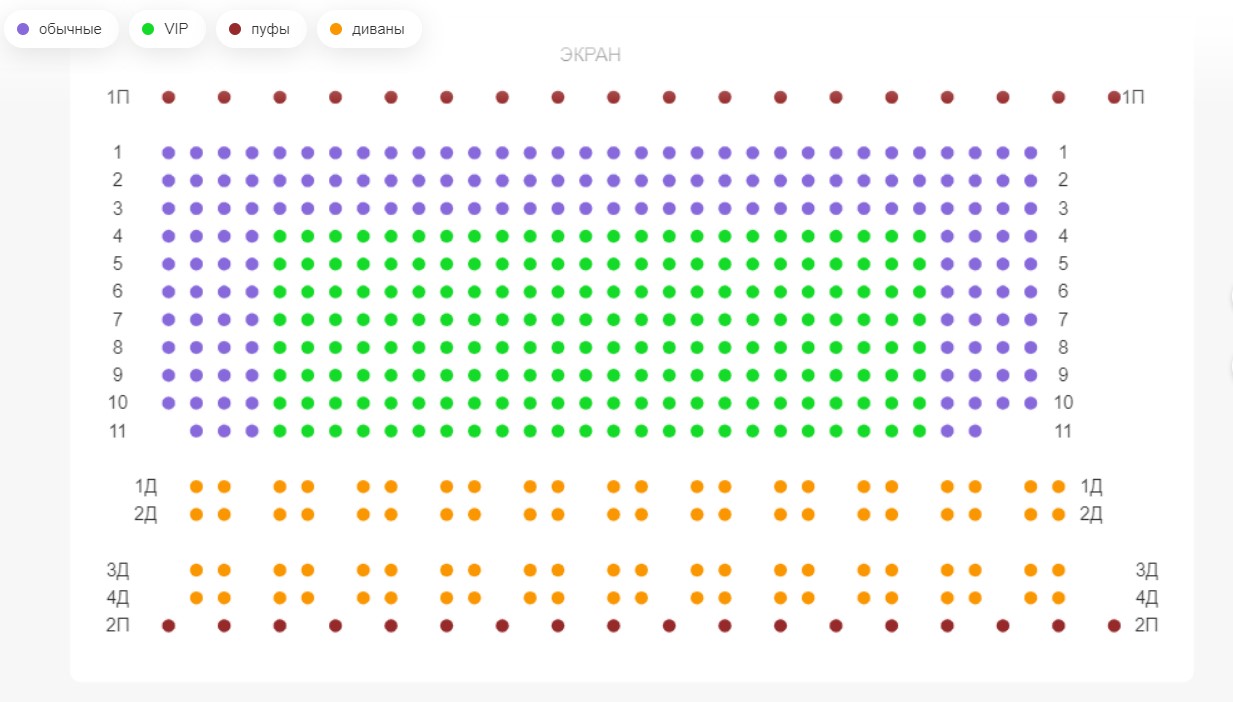 обычные VIP пуфы диваны
ЭКРАН
1П 1П
1 1
2 2
3 3
4 4
5 5
6 6
7 7
8 8
9 9
10 10
11 11
1Д 1Д
2Д 2Д
3Д 3Д
4Д 4Д
2П 2П